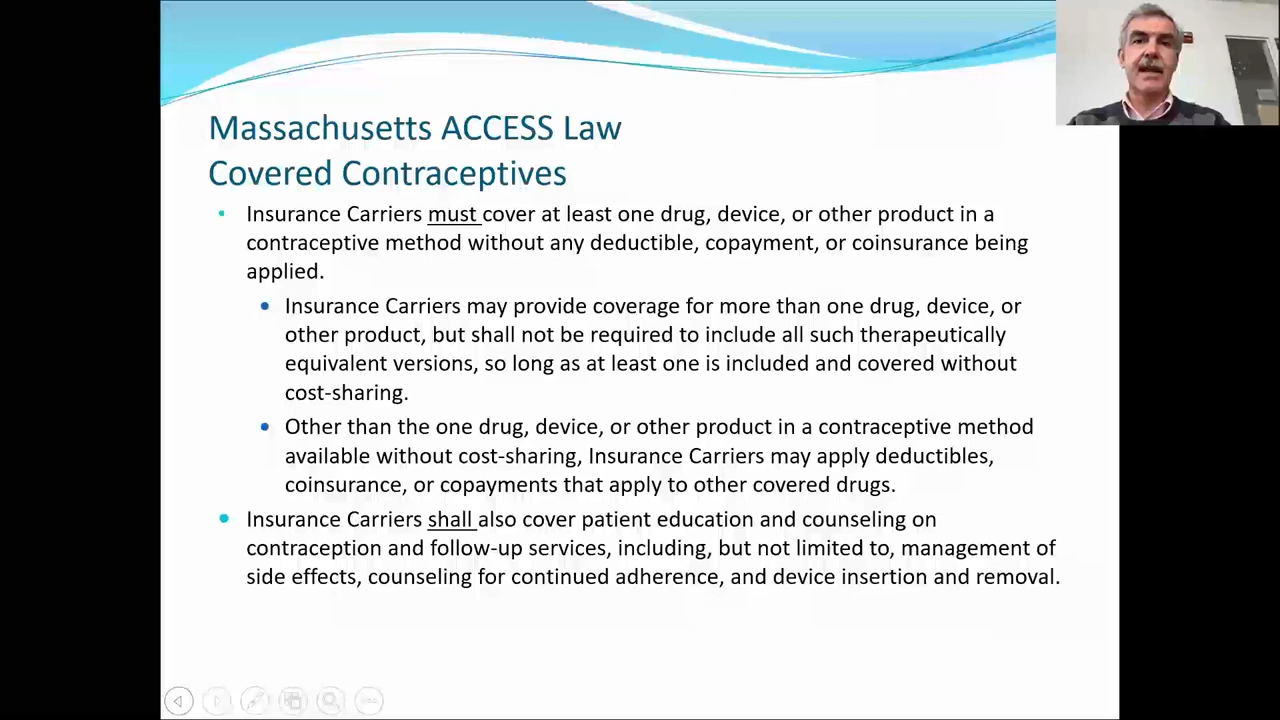 Massachusetts ACCESS Law
Covered Contraceptives
Insurance Carriers must cover at least one drug, device, or other product in a
contraceptive method without any deductible, copayment, or coinsurance being
applied.
Insurance Carriers may provide coverage for more than one drug, device, or
other product, but shall not be required to include all such therapeutically
equivalent versions, so long as at least one is included and covered without
cost-sharing.
Other than the one drug, device, or other product in a contraceptive method
available without cost-sharing, Insurance Carriers may apply deductibles,
coinsurance, or copayments that apply to other covered drugs.
Insurance Carriers shall also cover patient education and counseling on
contraception and follow-up services, including, but not limited to, management of
side effects, counseling for continued adherence, and device insertion and removal.